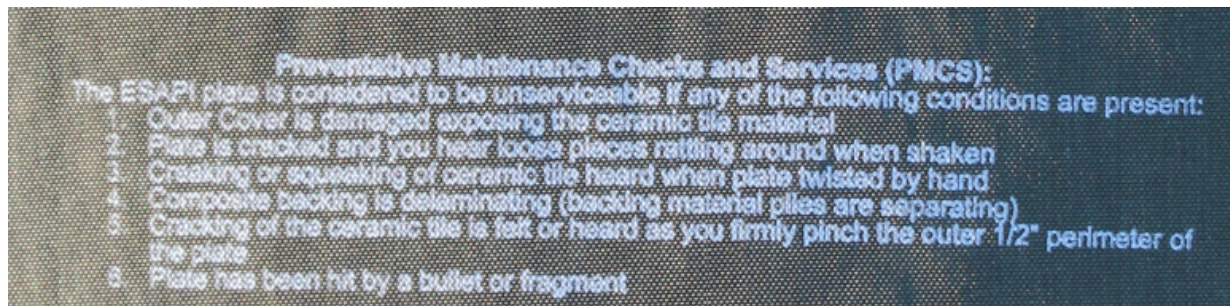 Preventative Maintenance Checks and Services (PMCS):
The ESAPI plate is considered to be unserviceable if any of the following conditions are present:
1. Outer Cover is damaged exposing the ceramic tile material
2. Plate is cracked and you hear loose pieces rattling around when shaken
3. Creaking or squeaking of ceramic tile heard when plate twisted by hand
4. Composite backing is delaminating (backing material plies are separating)
5. Cracking of the ceramic tile is felt or heard as you firmly pinch the outer 1/2" perimeter of
the plate
6. Plate has been hit by a bullet or fragment